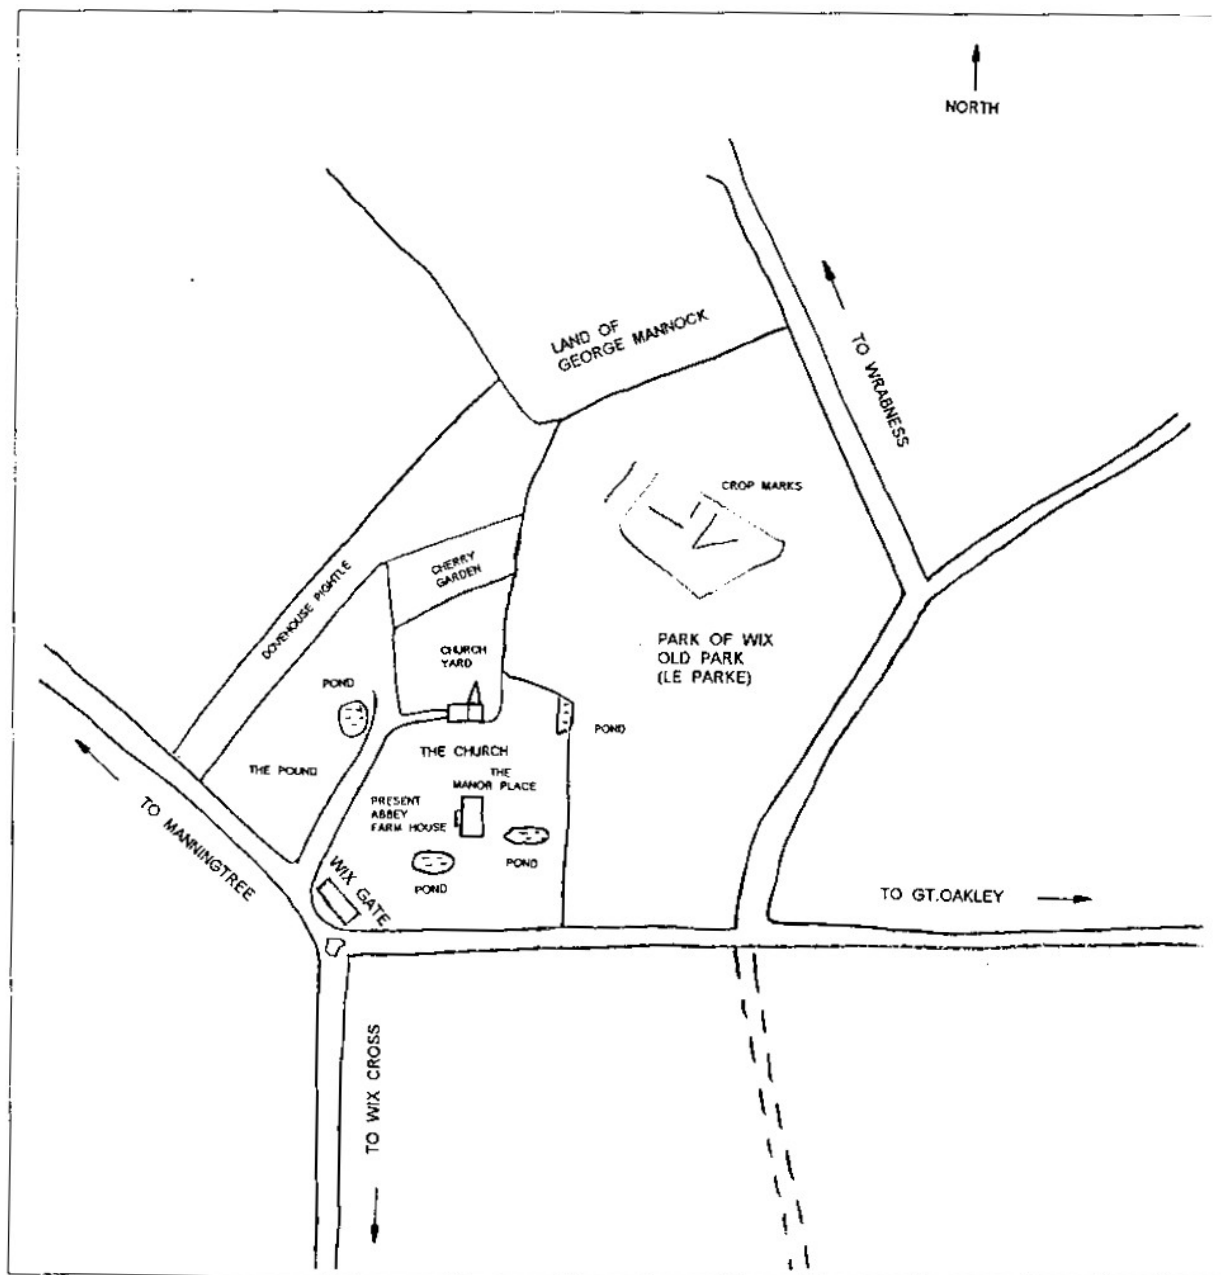 NORTH
LAND OF
GEORGE MANNOCK
TO WRABNESS
CROP MARKS
CHERRY
GARDEN
DOVEHOUSE PIGHTLE
PARK OF WIX
OLD PARK
(LE PARKE)
CHURCH
YARD
POND
POND
THE CHURCH
THE POUND
THE
MANOR PLACE
PRESENT
ABBEY
FARM HOUSE
TO MANNINGTREE
POND
POND
WIX GATE
TO GT.OAKLEY
TO WIX CROSS